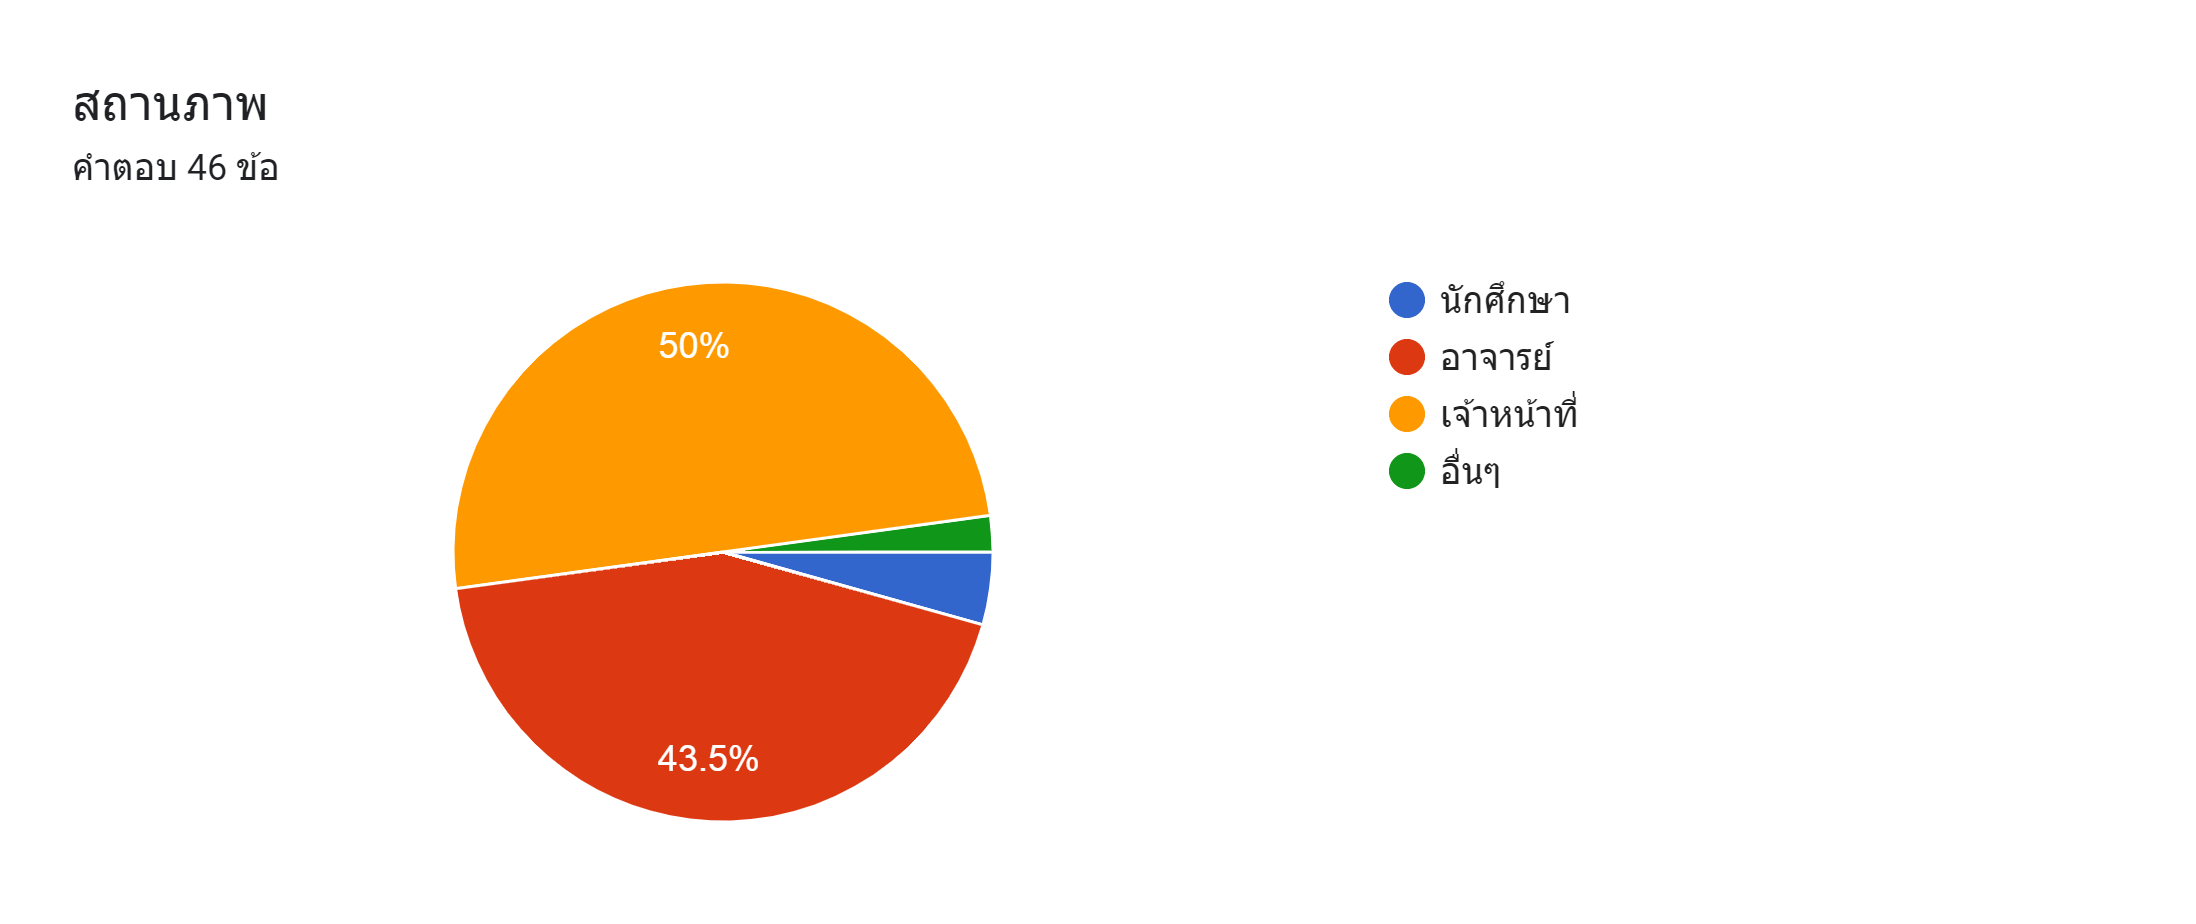 สถานภาพ
คำตอบ 46 ข้อ
50%
43.5%
นักศึกษา
อาจารย์
เจ้าหน้าที่
อื่นๆ